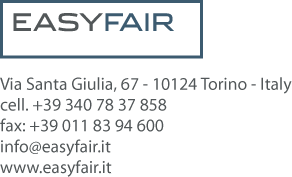 EASYFAIR
Via Santa Giulia, 67 - 10124 Torino - Italy
cell. +39 340 78 37 858
fax: +39 011 83 94 600
info@easyfair.it
www.easyfair.it